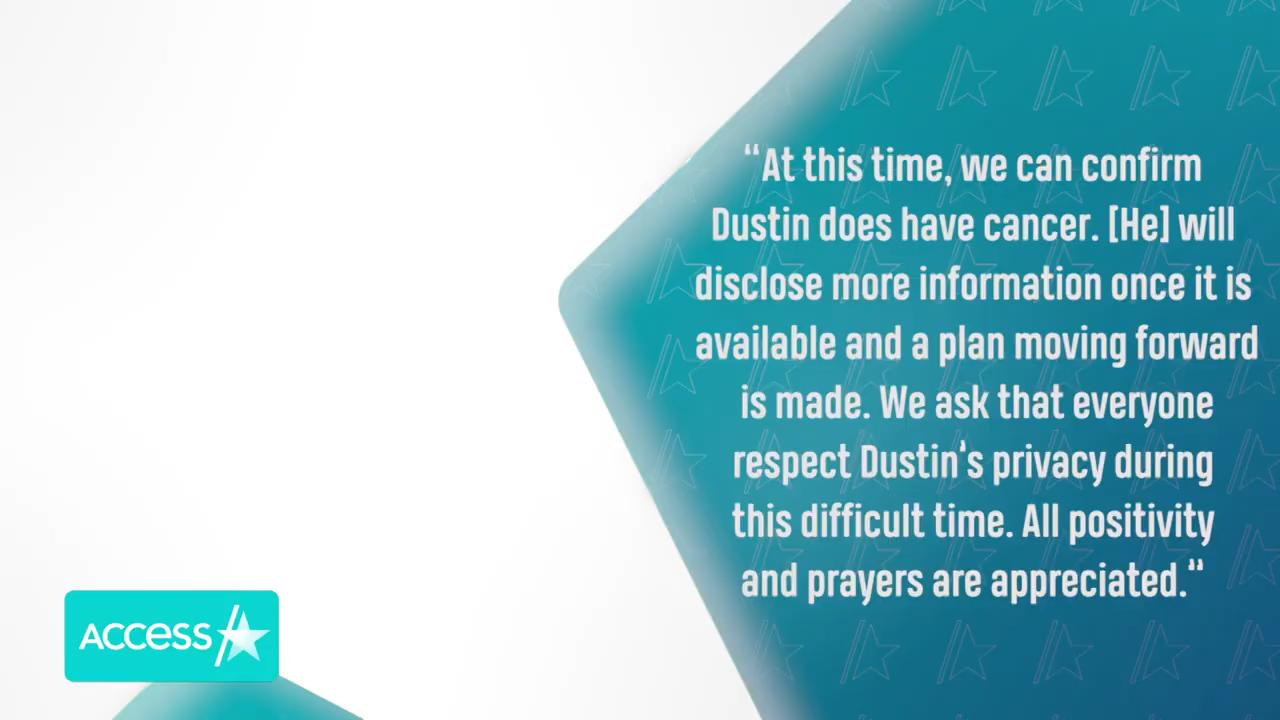 “At this time, we can confirm
Dustin does have cancer. [He] will
disclose more information once it is
available and a plan moving forward
is made. We ask that everyone
respect Dustin's privacy during
this difficult time. All positivity
and prayers are appreciated.“
ACCESS